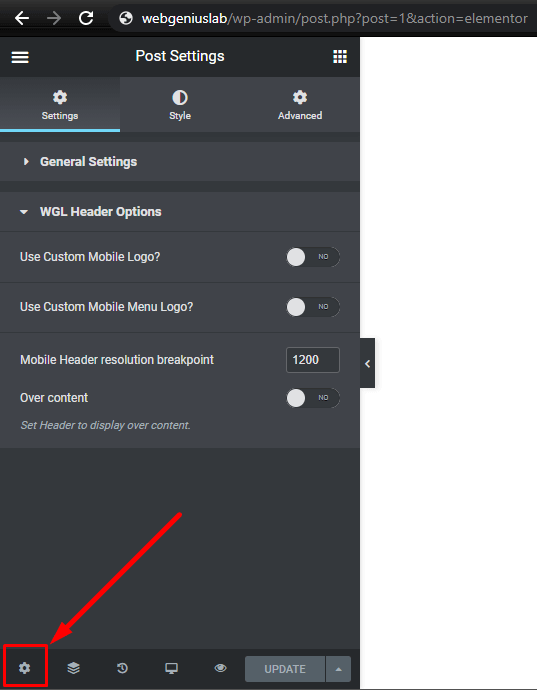 webgeniuslab/wp-admin/post.php?post=1&action=elementor
Post Settings
Settings
Style
Advanced
General Settings
WGL Header Options
Use Custom Mobile Logo?
NO
Use Custom Mobile Menu Logo?
NO
Mobile Header resolution breakpoint
1200
Over content
NO
Set Header to display over content.
UPDATE